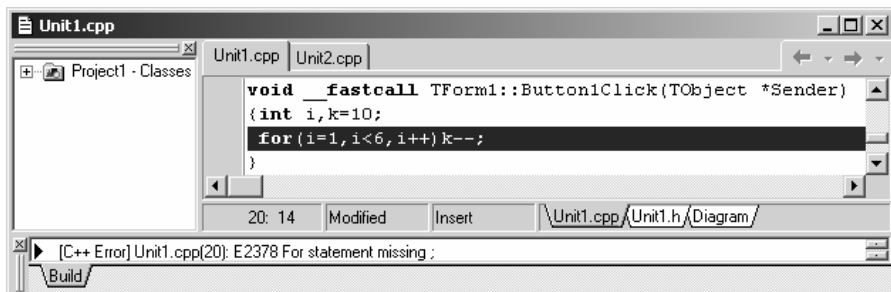 Unit1.cpp
Project1 - Classes
Unit1.cpp Unit2.cpp
void __fastcall TForm1::Button1Click(TObject *Sender)
{int i,k=10;
for(i=1,i<6,i++)k--;
}
20: 14 Modified Insert \Unit1.cpp/Unit1.h/Diagram/
[C++ Error] Unit1.cpp(20): E2378 For statement missing ;
\Build/